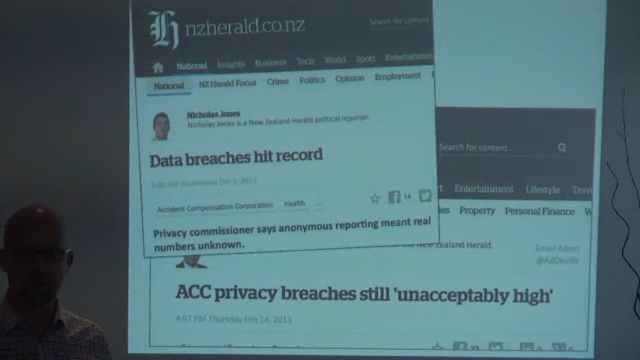 nzherald.co.nz
Search for content.
National Insights Business Tech World Sport Entertainment
National NZ Herald Focus Crime Politics Opinion Employment
Nicholas Jones
Nicholas Jones is a New Zealand Herald political reporter.
Data breaches hit record
Accident Compensation Corporation Health ...
14
Privacy commissioner says anonymous reporting meant real
numbers unknown.
Search for content...
Entertainment Lifestyle
Property Personal Finance
Zealand Herald.
Email Adam
@AdDeville
ACC privacy breaches still 'unacceptably high'
4:57 PM Thursday Feb 14, 2013